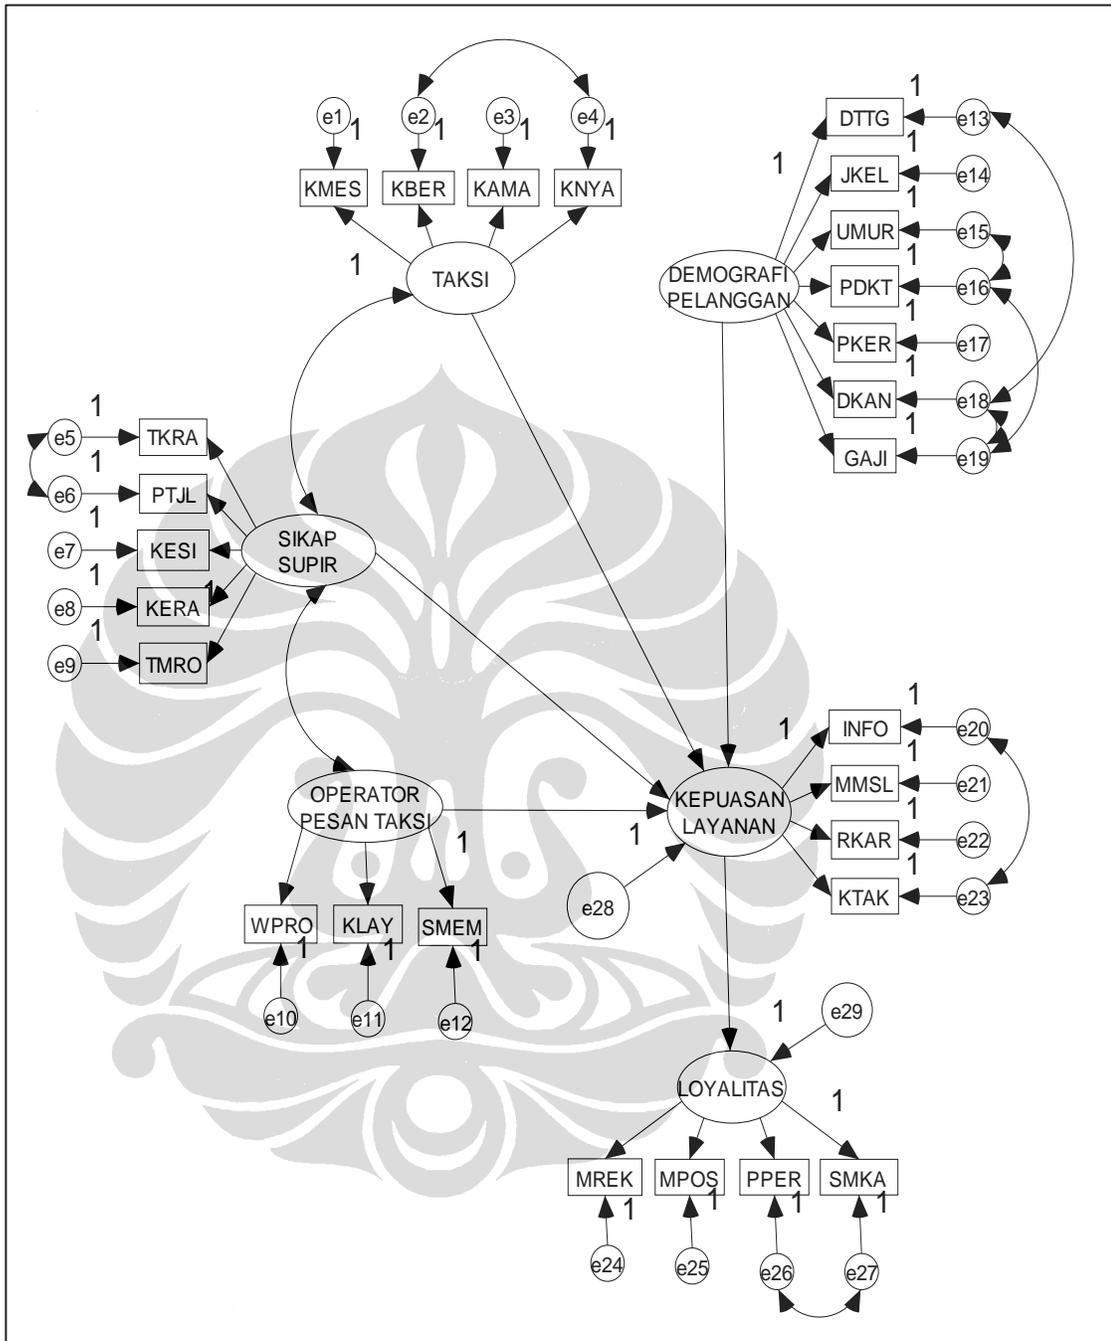 e1
1
e2
1
e3
1
e4
1
KMES
KBER
KAMA
KNYA
1
TAKSI
1
DTTG
e13
1
1
JKEL
e14
1
UMUR
e15
1
DEMOGRAFI
PELANGGAN
PDKT
e16
1
PKER
e17
1
DKAN
e18
1
GAJI
e19
1
e5
TKRA
1
e6
PTJL
1
e7
KESI
1
e8
KERA
1
1
e9
TMRO
SIKAP
SUPIR
OPERATOR
PESAN TAKSI
1
WPRO
1
KLAY
1
SMEM
1
e10
e11
e12
1
KEPUASAN
LAYANAN
1
e28
1
INFO
e20
1
MMSL
e21
1
RKAR
e22
1
KTAK
e23
1
e29
LOYALITAS
1
MREK
1
MPOS
1
PPER
1
SMKA
1
e24
e25
e26
e27